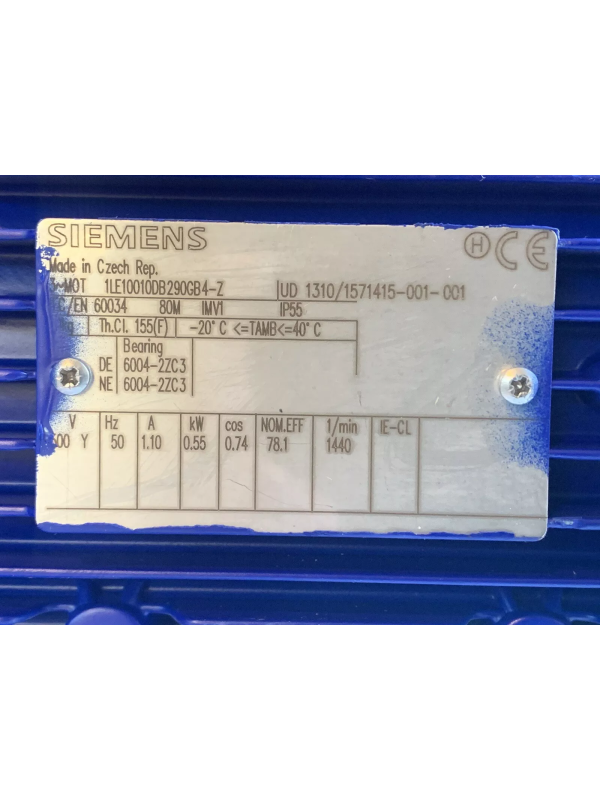 SIEMENS
H CE
Made in Czech Rep.
MOT 1LE10010DB290GB4-Z UD 1310/1571415-001-001
/EN 60034 80M IMV1 IP55
Th.Cl. 155(F) -20°C <=TAMB<=40°C
Bearing
DE 6004-2ZC3
NE 6004-2ZC3
V Hz A kW cos NOM.EFF 1/min IE-CL
00 Y 50 1.10 0.55 0.74 78.1 1440